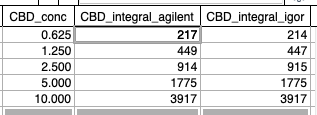 CBD_conc CBD_integral_agilent CBD_integral_igor
0.625 217 214
1.250 449 447
2.500 914 915
5.000 1775 1775
10.000 3917 3917